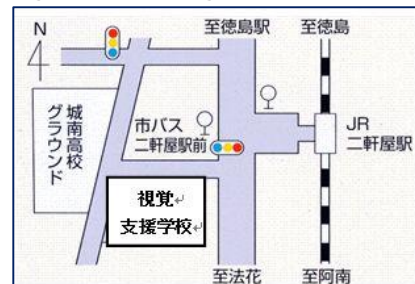 N
至徳島駅
至徳島
城南高校
グラウンド
市バス
二軒屋駅前
JR
二軒屋駅
視覚
支援学校
至法花
至阿南